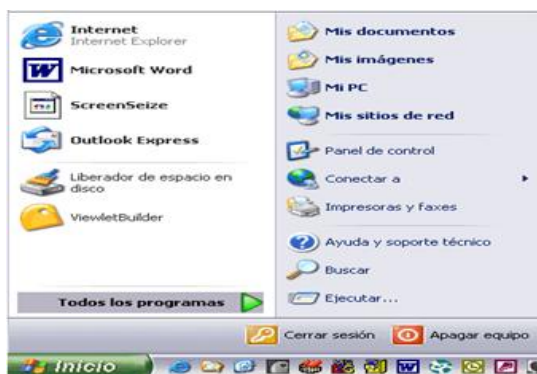 Internet
Internet Explorer
Microsoft Word
ScreenSeize
Outlook Express
Liberador de espacio en
disco
ViewletBuilder
Todos los programas
Mis documentos
Mis imágenes
Mi PC
Mis sitios de red
Panel de control
Conectar a
Impresoras y faxes
Ayuda y soporte técnico
Buscar
Ejecutar...
Cerrar sesión
Apagar equipo
Inicio